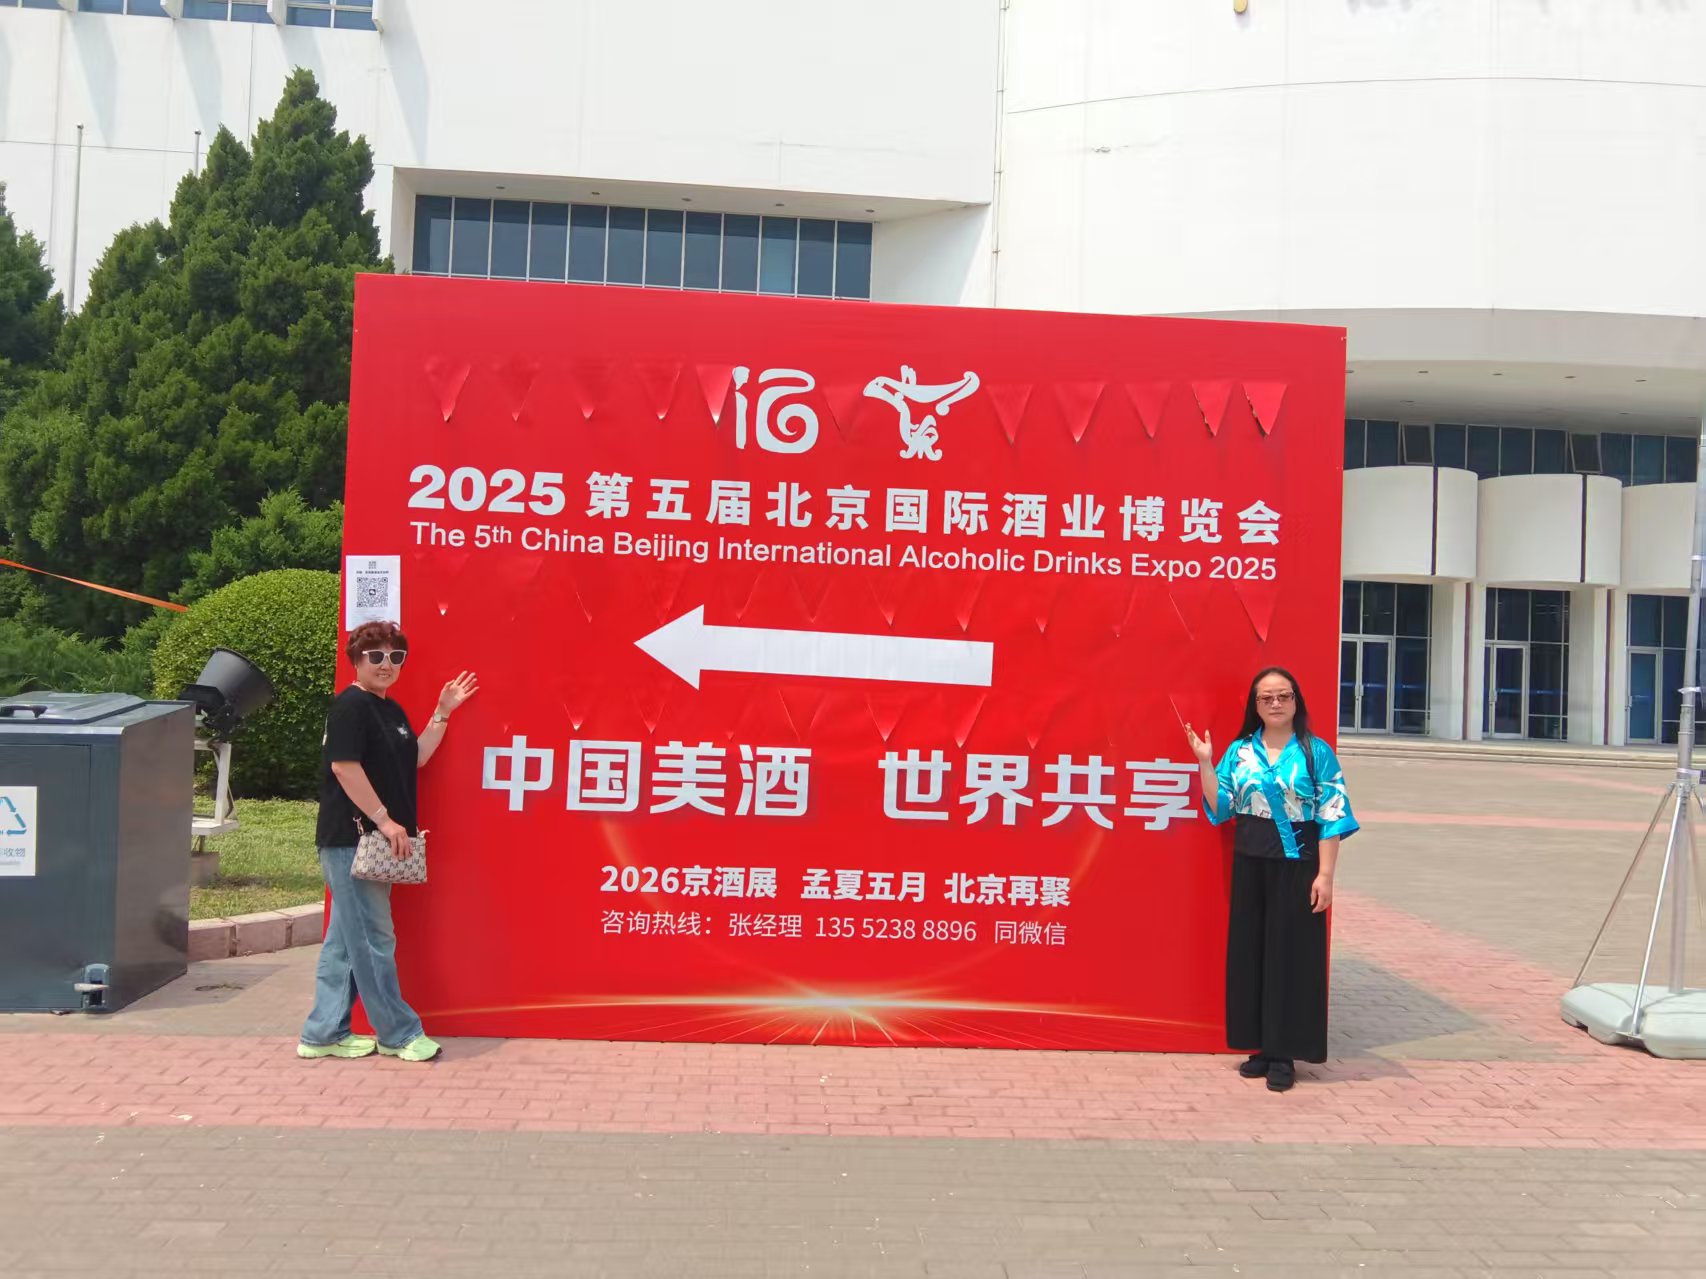 2025 第五届北京国际酒业博览会
The 5th China Beijing International Alcoholic Drinks Expo 2025
中国美酒 世界共享
2026京酒展 孟夏五月 北京再聚
咨询热线：张经理 135 5238 8896 同微信
收物